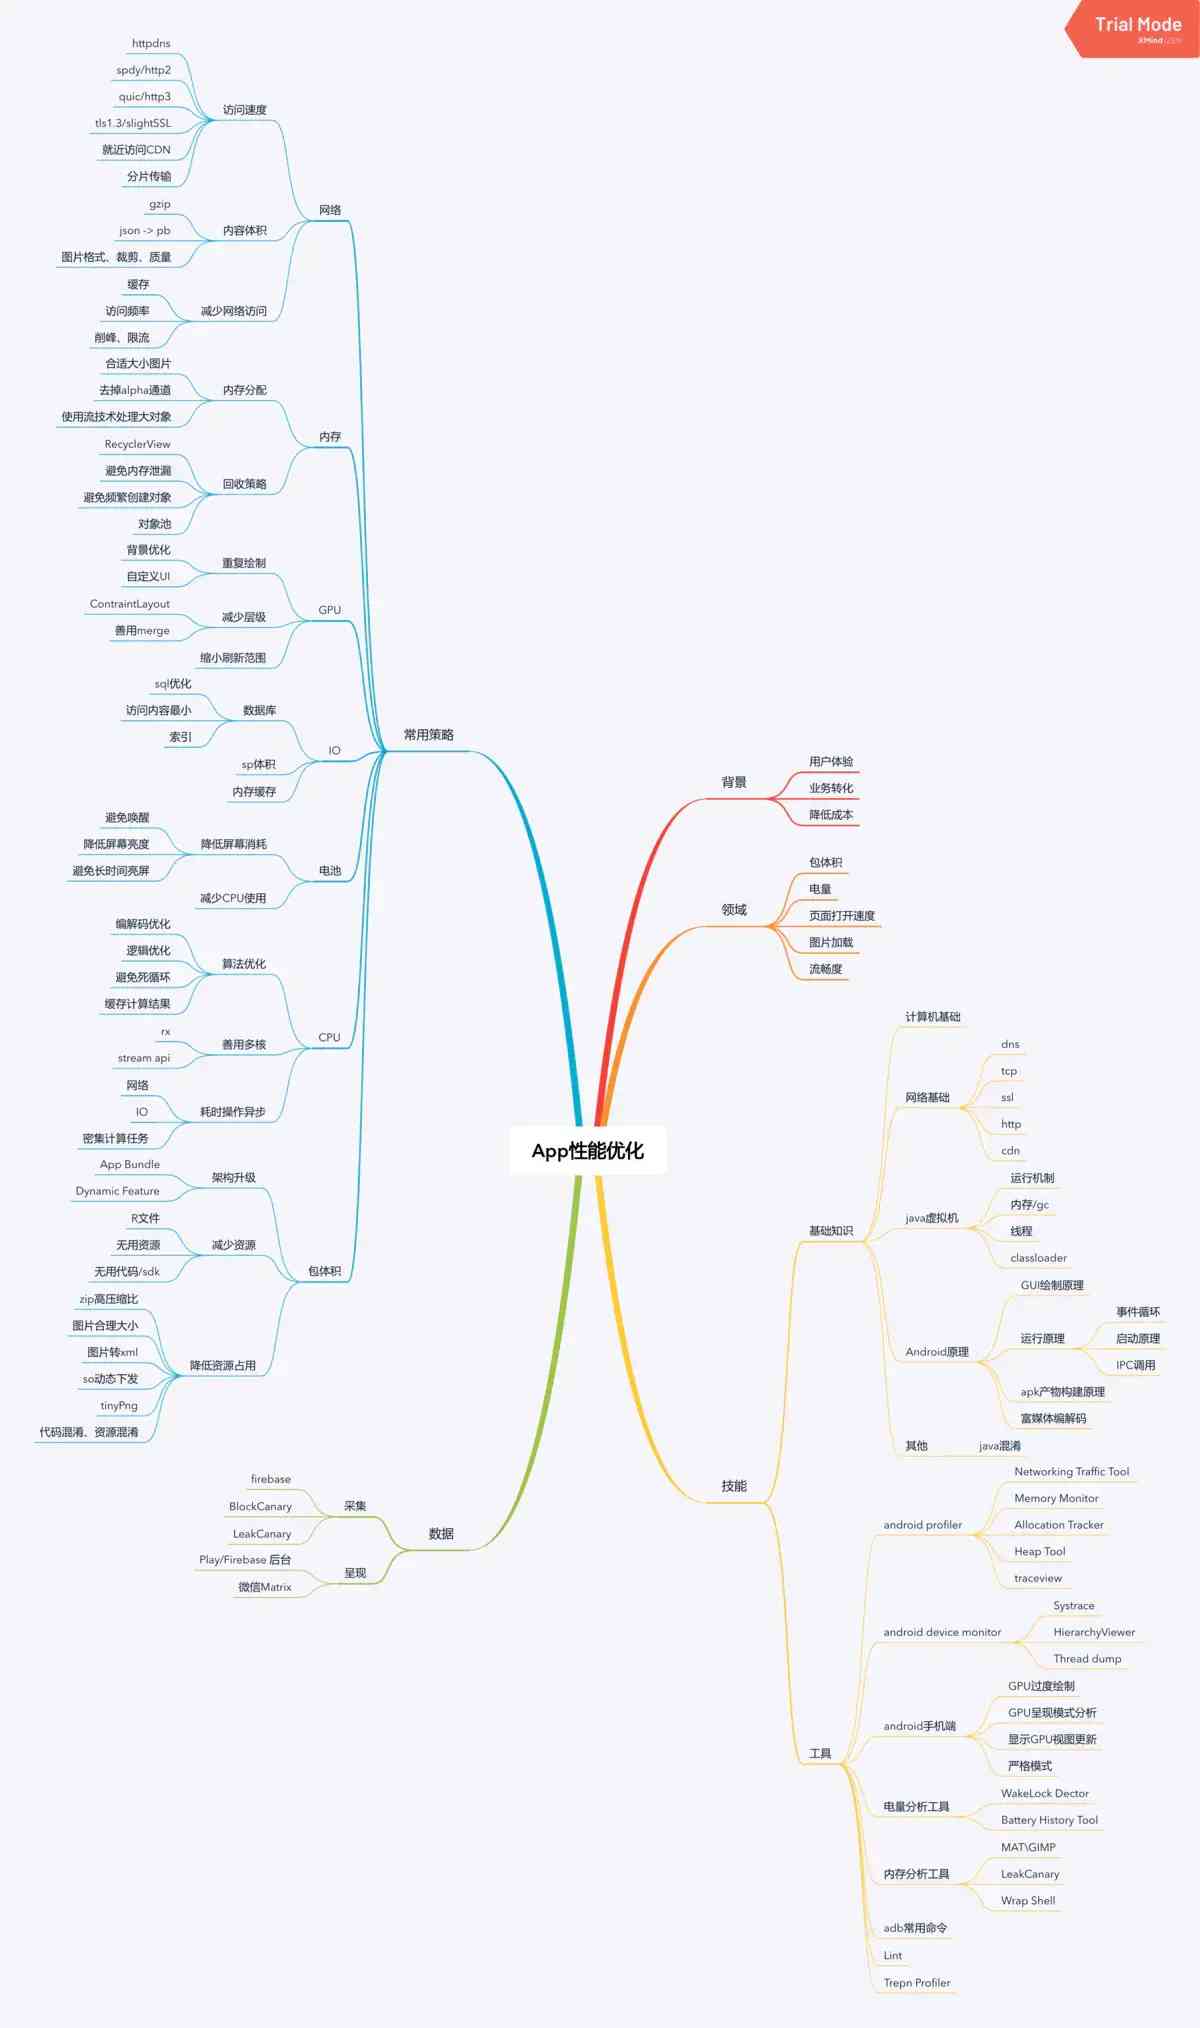 Trial Mode
XMind ZEN
App性能优化
背景
用户体验
业务转化
降低成本
领域
包体积
电量
页面打开速度
图片加载
流畅度
技能
基础知识
计算机基础
网络基础
dns
tcp
ssl
http
cdn
java虚拟机
运行机制
内存/gc
线程
classloader
Android原理
GUI绘制原理
运行原理
事件循环
启动原理
IPC调用
apk产物构建原理
富媒体编解码
其他
java混淆
工具
android profiler
Networking Traffic Tool
Memory Monitor
Allocation Tracker
Heap Tool
traceview
android device monitor
Systrace
HierarchyViewer
Thread dump
android手机端
GPU过度绘制
GPU呈现模式分析
显示GPU视图更新
严格模式
电量分析工具
WakeLock Dector
Battery History Tool
内存分析工具
MAT\GIMP
LeakCanary
Wrap Shell
adb常用命令
Lint
Trepn Profiler
常用策略
网络
访问速度
httpdns
spdy/http2
quic/http3
tls1.3/slightSSL
就近访问CDN
分片传输
内容体积
gzip
json -> pb
图片格式、裁剪、质量
减少网络访问
缓存
访问频率
削峰、限流
内存
内存分配
合适大小图片
去掉alpha通道
使用流技术处理大对象
回收策略
RecyclerView
避免内存泄漏
避免频繁创建对象
对象池
GPU
重复绘制
背景优化
自定义UI
减少层级
ContraintLayout
善用merge
缩小刷新范围
IO
数据库
sql优化
访问内容最小
索引
sp体积
内存缓存
电池
降低屏幕消耗
避免唤醒
降低屏幕亮度
避免长时间亮屏
减少CPU使用
CPU
算法优化
编解码优化
逻辑优化
避免死循环
缓存计算结果
善用多核
rx
stream api
耗时操作异步
网络
IO
密集计算任务
包体积
架构升级
App Bundle
Dynamic Feature
减少资源
R文件
无用资源
无用代码/sdk
降低资源占用
zip高压缩比
图片合理大小
图片转xml
so动态下发
tinyPng
代码混淆、资源混淆
数据
采集
firebase
BlockCanary
LeakCanary
呈现
Play/Firebase 后台
微信Matrix